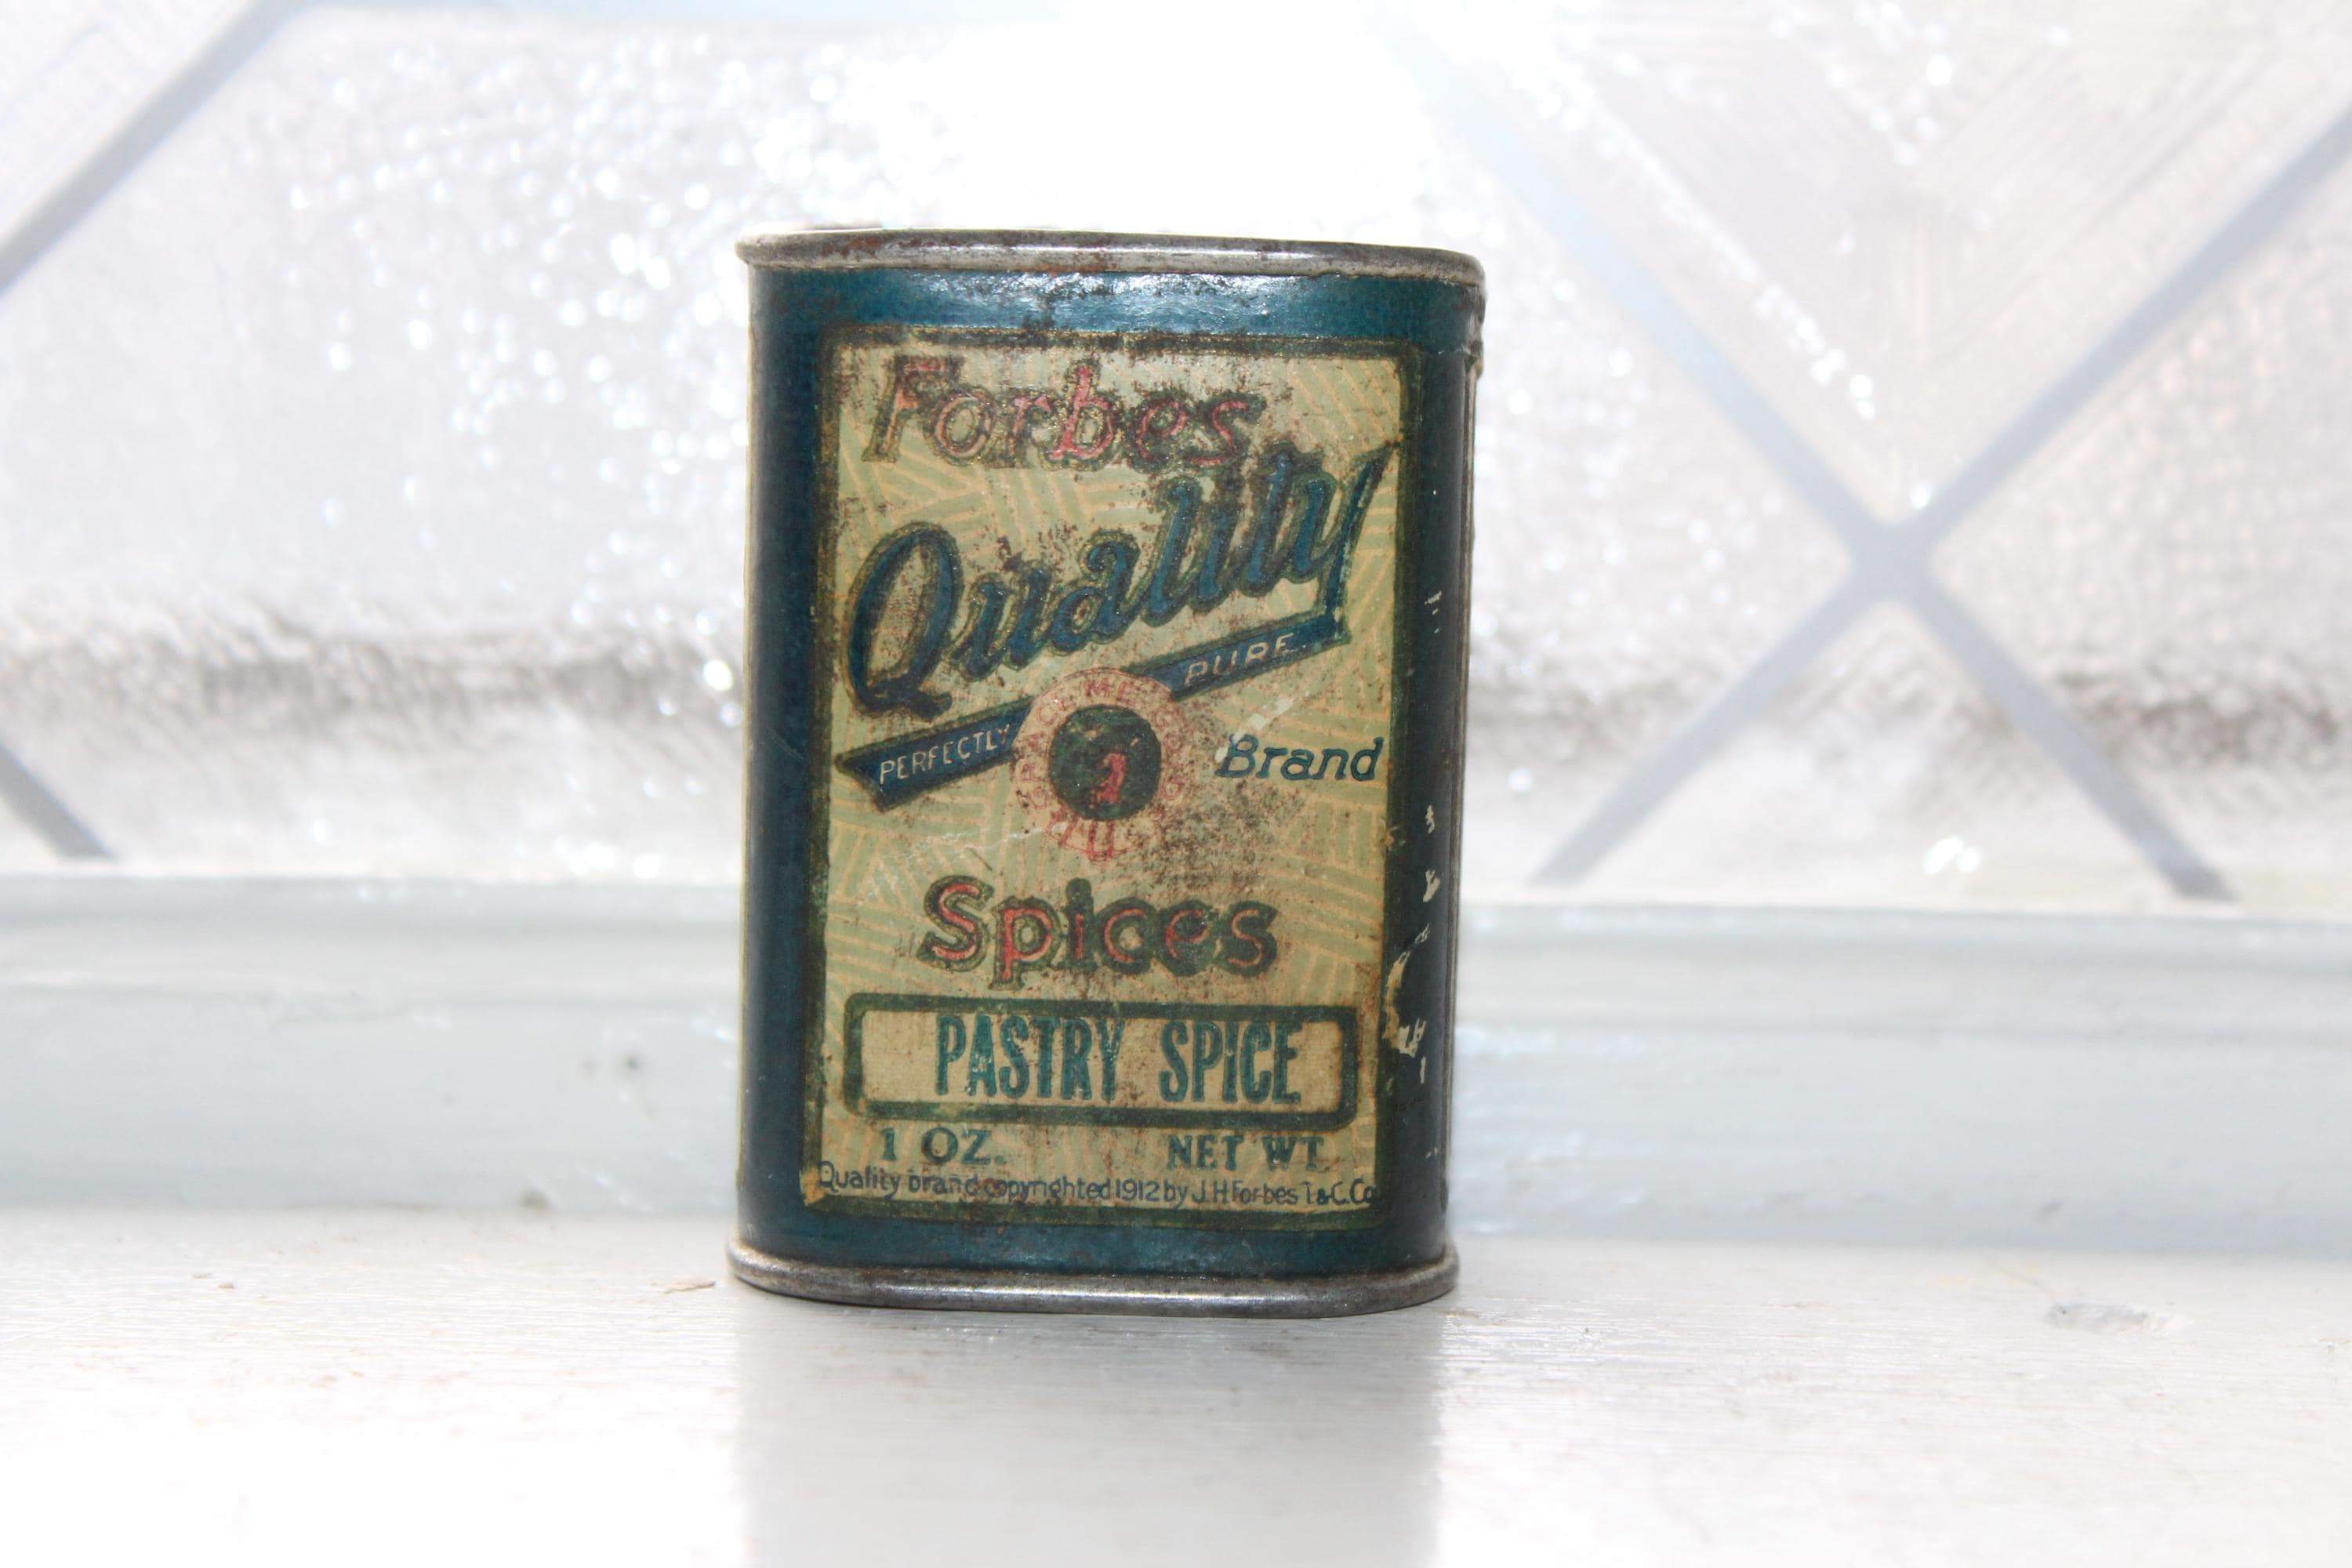 Forbes
Quality
PERFECTLY PURE.
Brand
Spices
PASTRY SPICE
1 OZ. NET WT.
Quality brand copyrighted 1912 by J.H Forbes T.&C.Co.